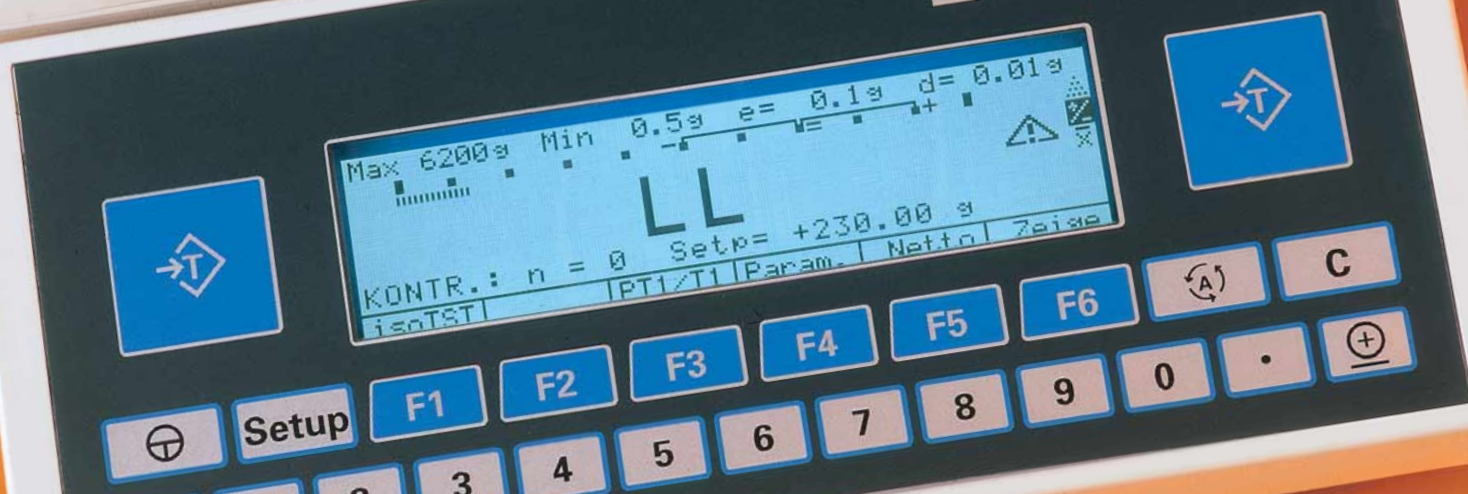 Max 6200g Min 0.5g e= 0.1g d= 0.01g
LL
KONTR.: n = 0 Setp= +230.00 g
isoTST PT1/T1 Param. Netto Zeige
T
T
F1 F2 F3 F4 F5 F6 A C
Setup 3 4 5 6 7 8 9 0 .